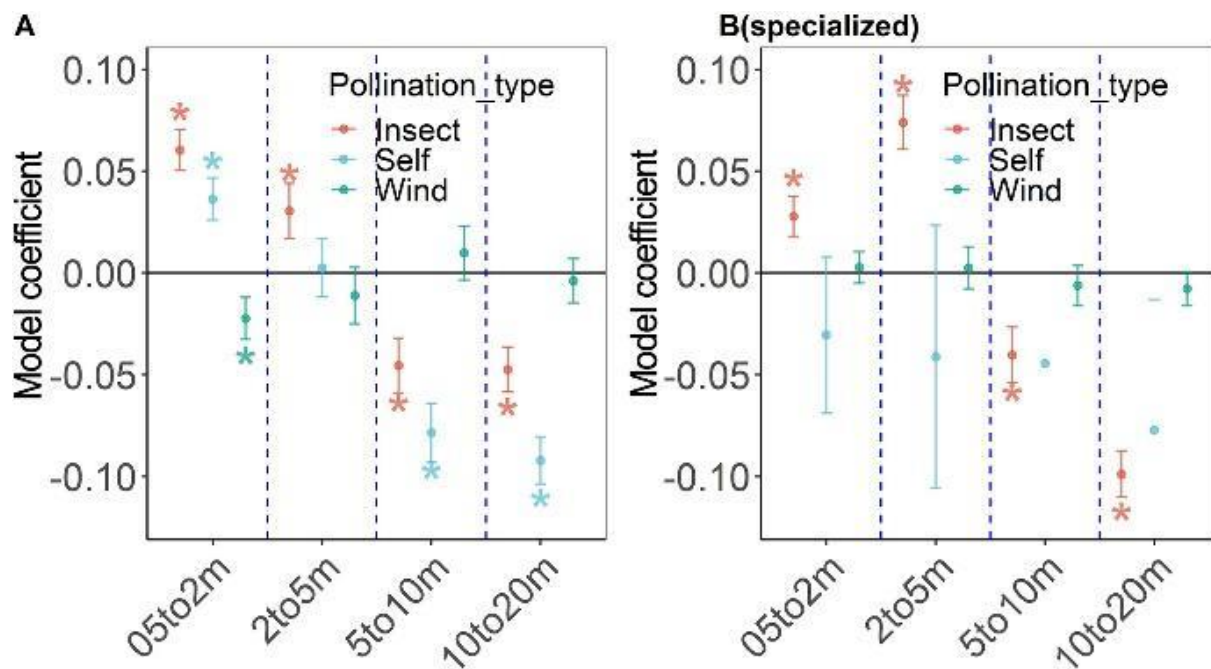 A
B(specialized)
Model coefficient
0.10
0.05
0.00
-0.05
-0.10
Pollination_type
Insect
Self
Wind
*
*
*
*
*
*
*
*
05to2m
2to5m
5to10m
10to20m
Model coefficient
0.10
0.05
0.00
-0.05
-0.10
Pollination_type
Insect
Self
Wind
*
*
*
*
05to2m
2to5m
5to10m
10to20m